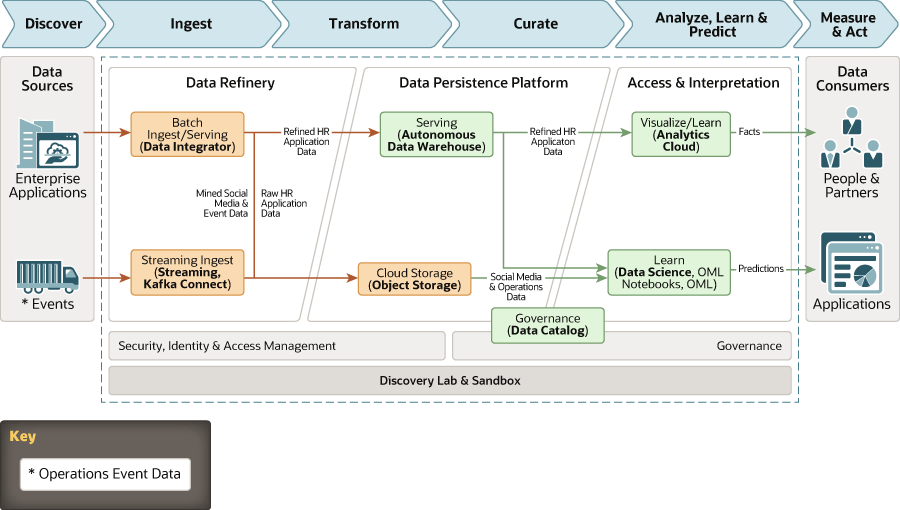 Discover
Ingest
Transform
Curate
Analyze, Learn &
Predict
Measure
& Act
Data
Sources
Enterprise
Applications
* Events
Data Refinery
Batch
Ingest/Serving
(Data Integrator)
Refined HR
Application
Data
Mined Social
Media &
Event Data
Raw HR
Application
Data
Streaming Ingest
(Streaming,
Kafka Connect)
Data Persistence Platform
Serving
(Autonomous
Data Warehouse)
Refined HR
Applicaton
Data
Cloud Storage
(Object Storage)
Social Media
& Operations
Data
Governance
(Data Catalog)
Access & Interpretation
Visualize/Learn
(Analytics
Cloud)
Facts
Learn
(Data Science, OML
Notebooks, OML)
Predictions
Data
Consumers
People &
Partners
Applications
Security, Identity & Access Management
Governance
Discovery Lab & Sandbox
Key
* Operations Event Data